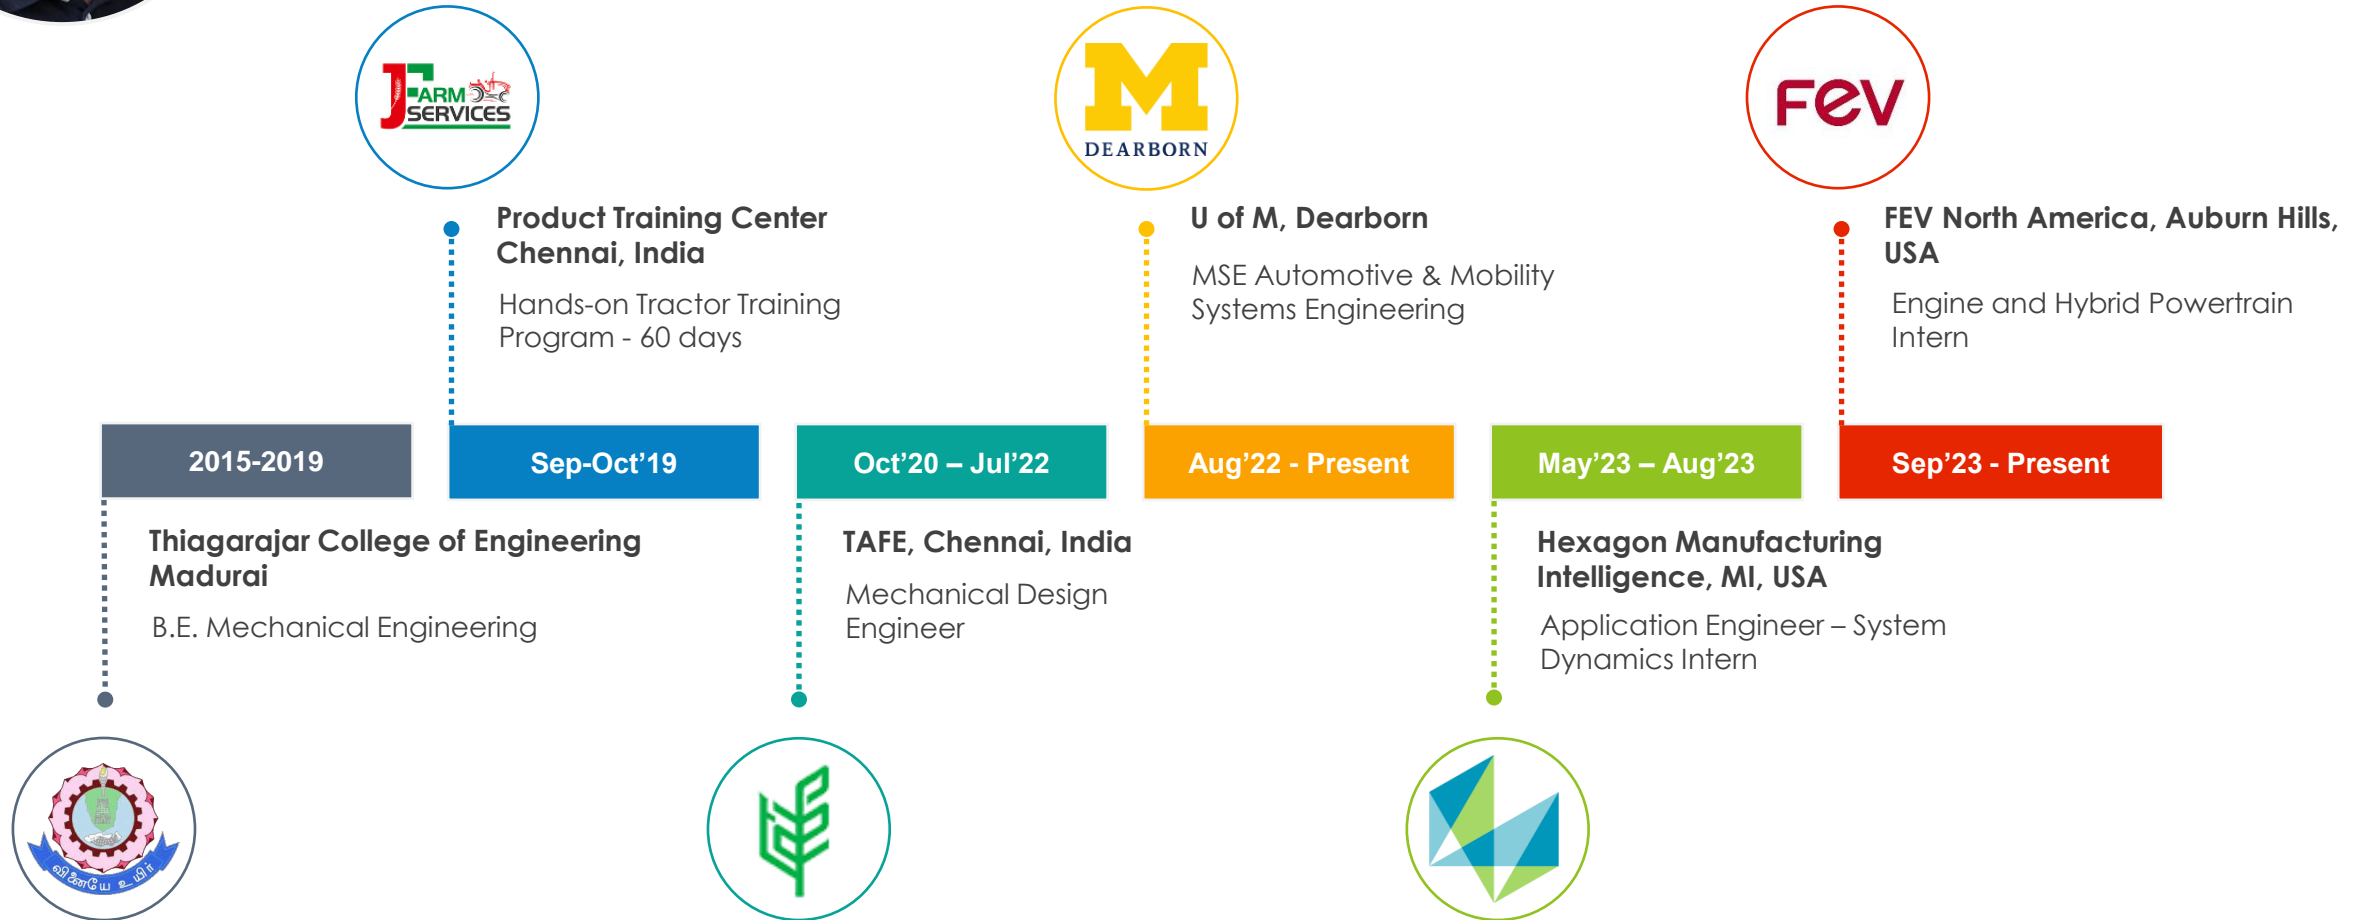 JFARM
SERVICES
M
DEARBORN
FEV
Product Training Center
Chennai, India
Hands-on Tractor Training
Program - 60 days
U of M, Dearborn
MSE Automotive & Mobility
Systems Engineering
FEV North America, Auburn Hills,
USA
Engine and Hybrid Powertrain
Intern
2015-2019
Sep-Oct’19
Oct’20 – Jul’22
Aug’22 - Present
May’23 – Aug’23
Sep’23 - Present
Thiagarajar College of Engineering
Madurai
B.E. Mechanical Engineering
TAFE, Chennai, India
Mechanical Design
Engineer
Hexagon Manufacturing
Intelligence, MI, USA
Application Engineer – System
Dynamics Intern
வினையே உயிர்